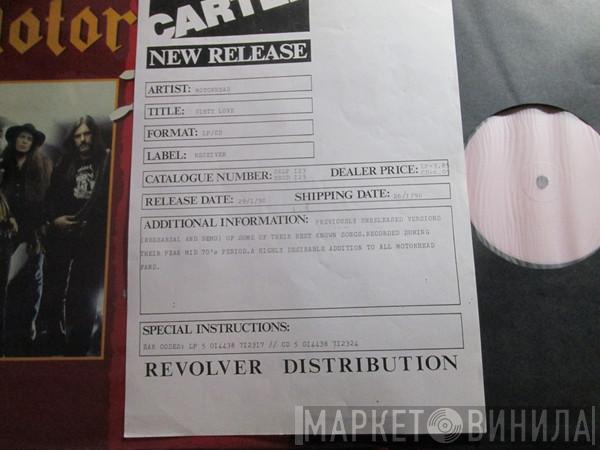 otor
CARTEL
NEW RELEASE
ARTIST: MOTORHEAD
TITLE: DIRTY LOVE
FORMAT: LP/CD
LABEL: RECEIVER
CATALOGUE NUMBER: 123 123 DEALER PRICE:
RELEASE DATE: 29/1/90 SHIPPING DATE: 26/1/90
ADDITIONAL INFORMATION: PREVIOUSLY UNRELEASED VERSIONS
(REHEARSAL AND DEMO) OF SOME OF THEIR BEST KNOWN SONGS.RECORDED DURING
THEIR PEAK MID 70's PERIOD.A HIGHLY DESIRABLE ADDITION TO ALL MOTORHEAD
FANS.
SPECIAL INSTRUCTIONS:
BAR CODES: LP 5 014438 712317 // CD 5 014438 712324
REVOLVER DISTRIBUTION
МАРКЕТ ВИНИЛА